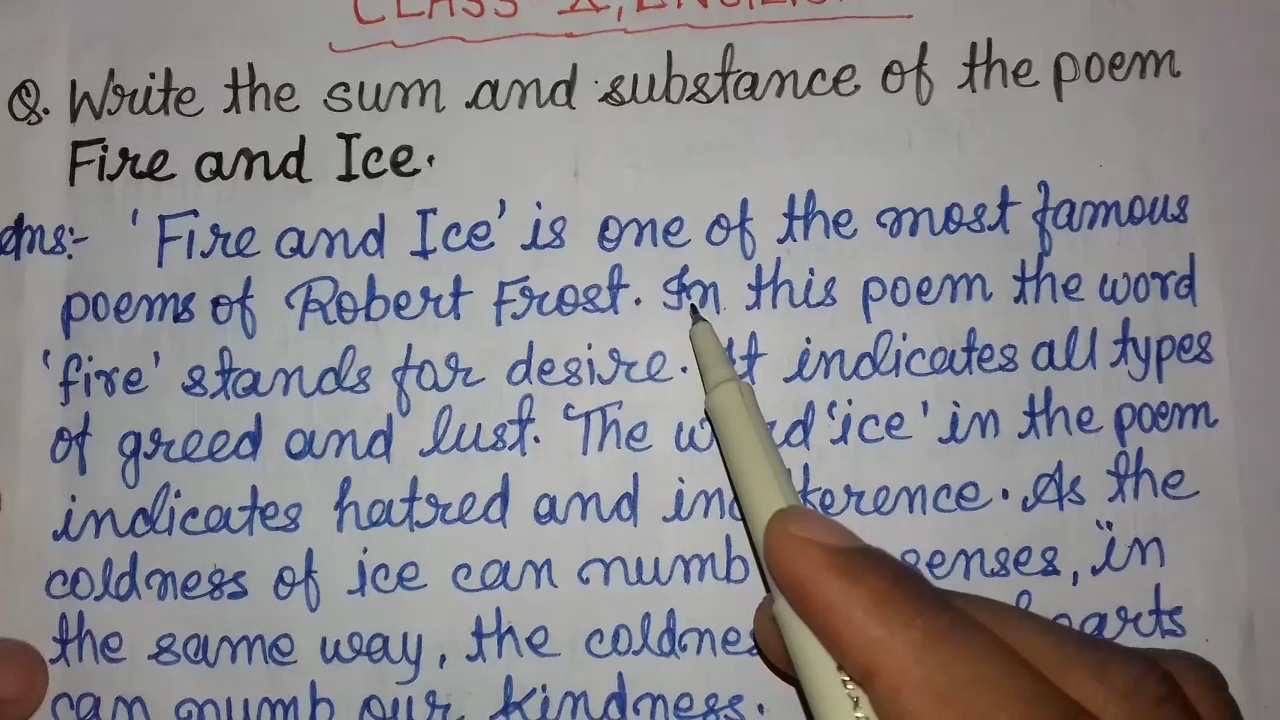 CLASS - X, ENGLISH
Q. Write the sum and substance of the poem
Fire and Ice.
Ans:- 'Fire and Ice' is one of the most famous
poems of Robert Frost. In this poem the word
'fire' stands for desire. It indicates all types
of greed and lust. The word 'ice' in the poem
indicates hatred and indifference. As the
coldness of ice can numb senses, in
the same way, the coldness hearts
can numb our kindness.